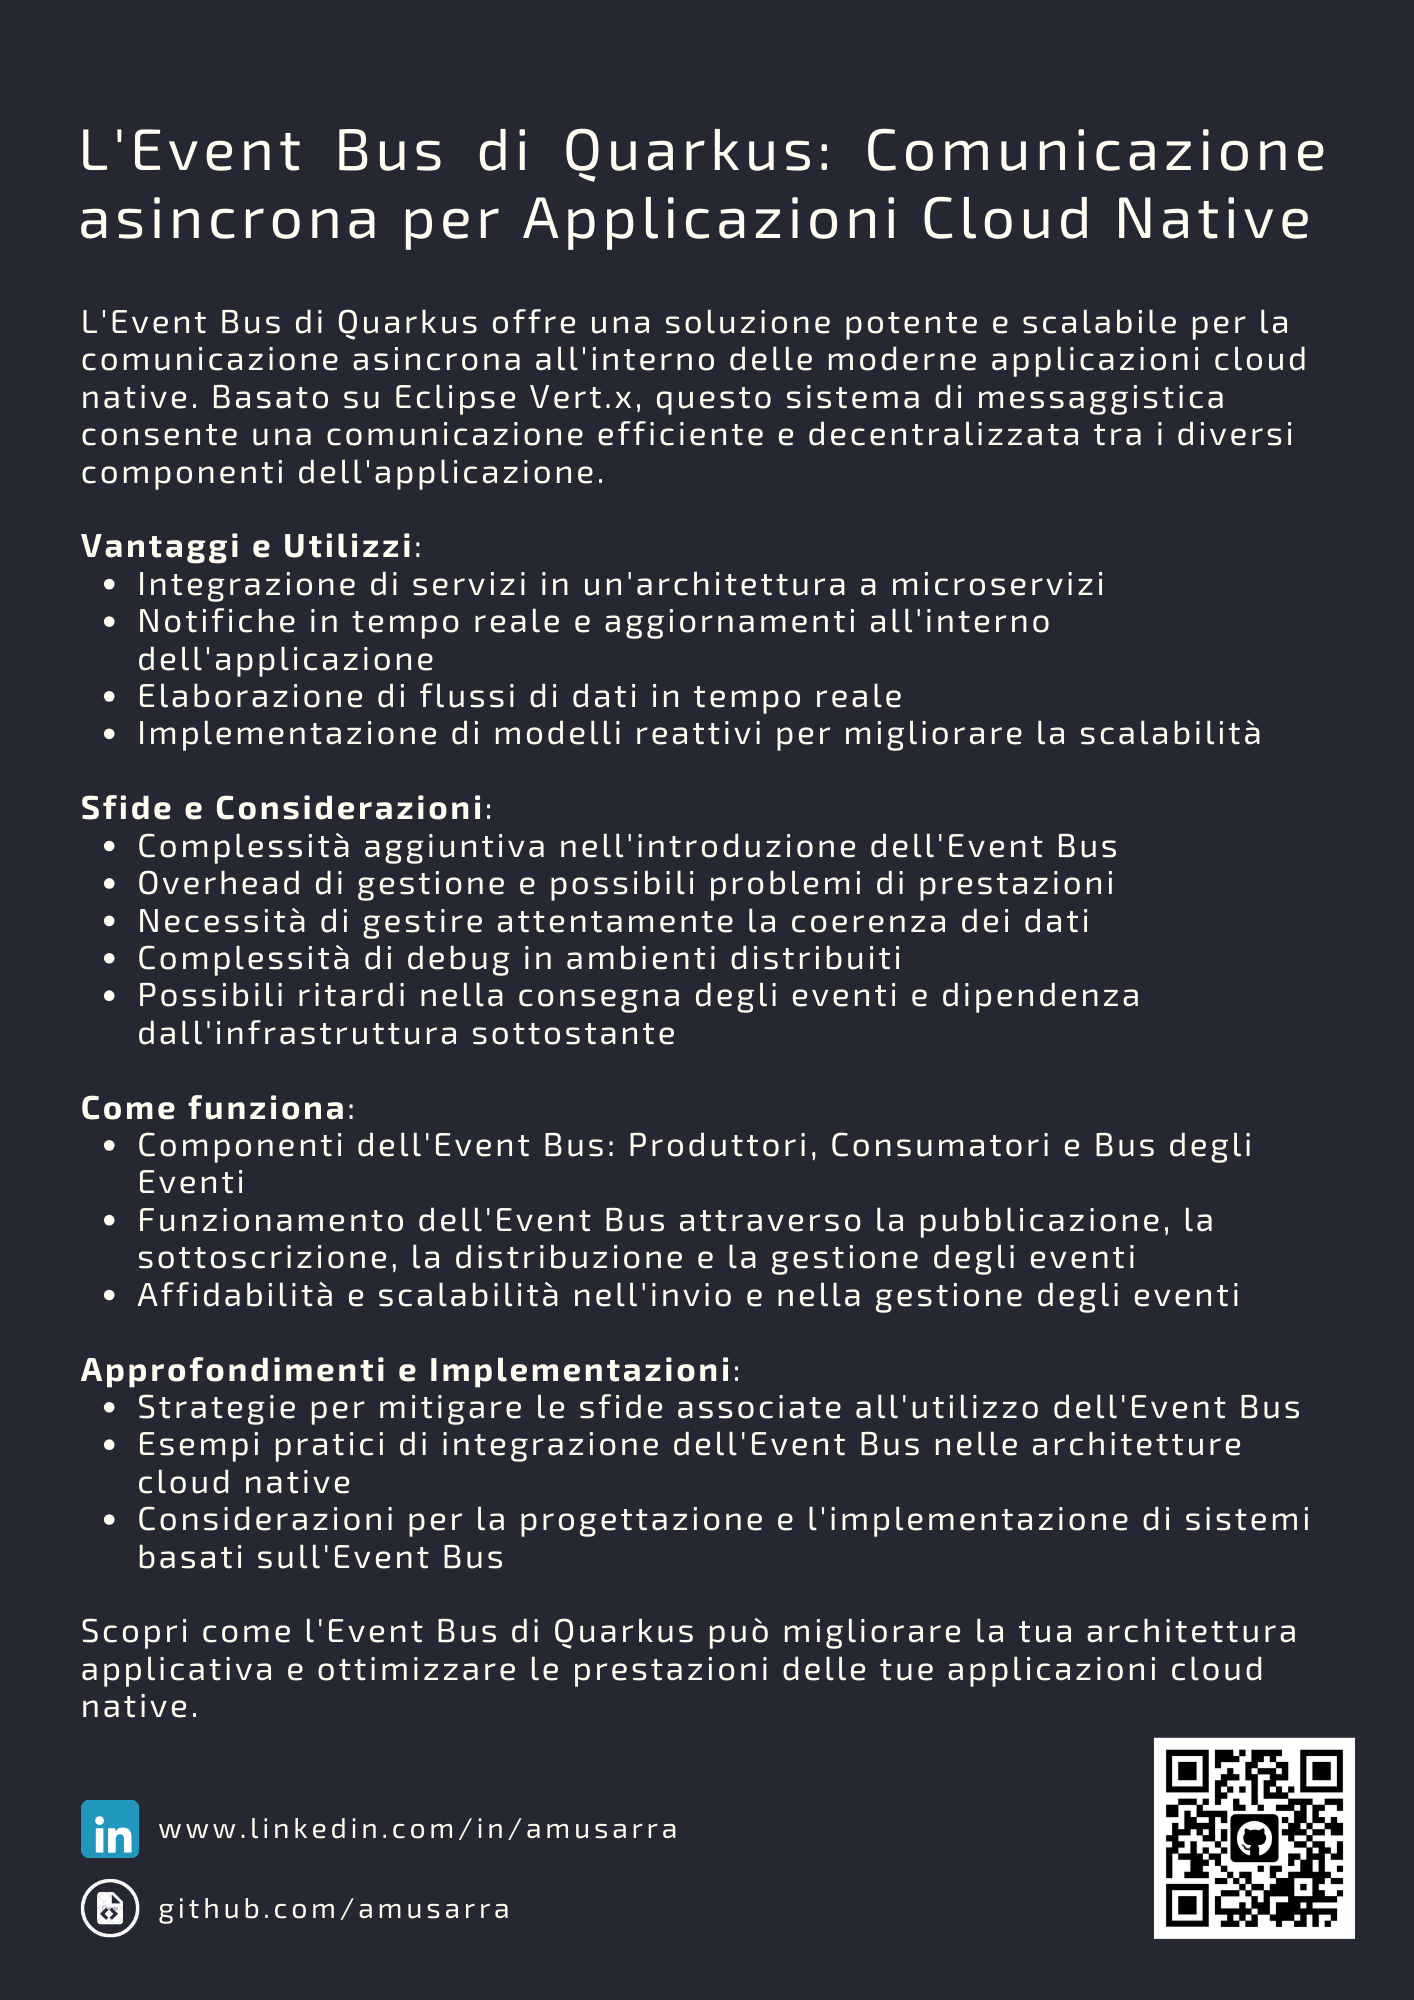 L'Event Bus di Quarkus: Comunicazione
asincrona per Applicazioni Cloud Native
L'Event Bus di Quarkus offre una soluzione potente e scalabile per la
comunicazione asincrona all'interno delle moderne applicazioni cloud
native. Basato su Eclipse Vert.x, questo sistema di messaggistica
consente una comunicazione efficiente e decentralizzata tra i diversi
componenti dell'applicazione.
Vantaggi e Utilizzi:
• Integrazione di servizi in un'architettura a microservizi
• Notifiche in tempo reale e aggiornamenti all'interno
dell'applicazione
• Elaborazione di flussi di dati in tempo reale
• Implementazione di modelli reattivi per migliorare la scalabilità
Sfide e Considerazioni:
• Complessità aggiuntiva nell'introduzione dell'Event Bus
• Overhead di gestione e possibili problemi di prestazioni
• Necessità di gestire attentamente la coerenza dei dati
• Complessità di debug in ambienti distribuiti
• Possibili ritardi nella consegna degli eventi e dipendenza
dall'infrastruttura sottostante
Come funziona:
• Componenti dell'Event Bus: Produttori, Consumatori e Bus degli
Eventi
• Funzionamento dell'Event Bus attraverso la pubblicazione, la
sottoscrizione, la distribuzione e la gestione degli eventi
• Affidabilità e scalabilità nell'invio e nella gestione degli eventi
Approfondimenti e Implementazioni:
• Strategie per mitigare le sfide associate all'utilizzo dell'Event Bus
• Esempi pratici di integrazione dell'Event Bus nelle architetture
cloud native
• Considerazioni per la progettazione e l'implementazione di sistemi
basati sull'Event Bus
Scopri come l'Event Bus di Quarkus può migliorare la tua architettura
applicativa e ottimizzare le prestazioni delle tue applicazioni cloud
native.
in www.linkedin.com/in/amusarra
github.com/amusarra